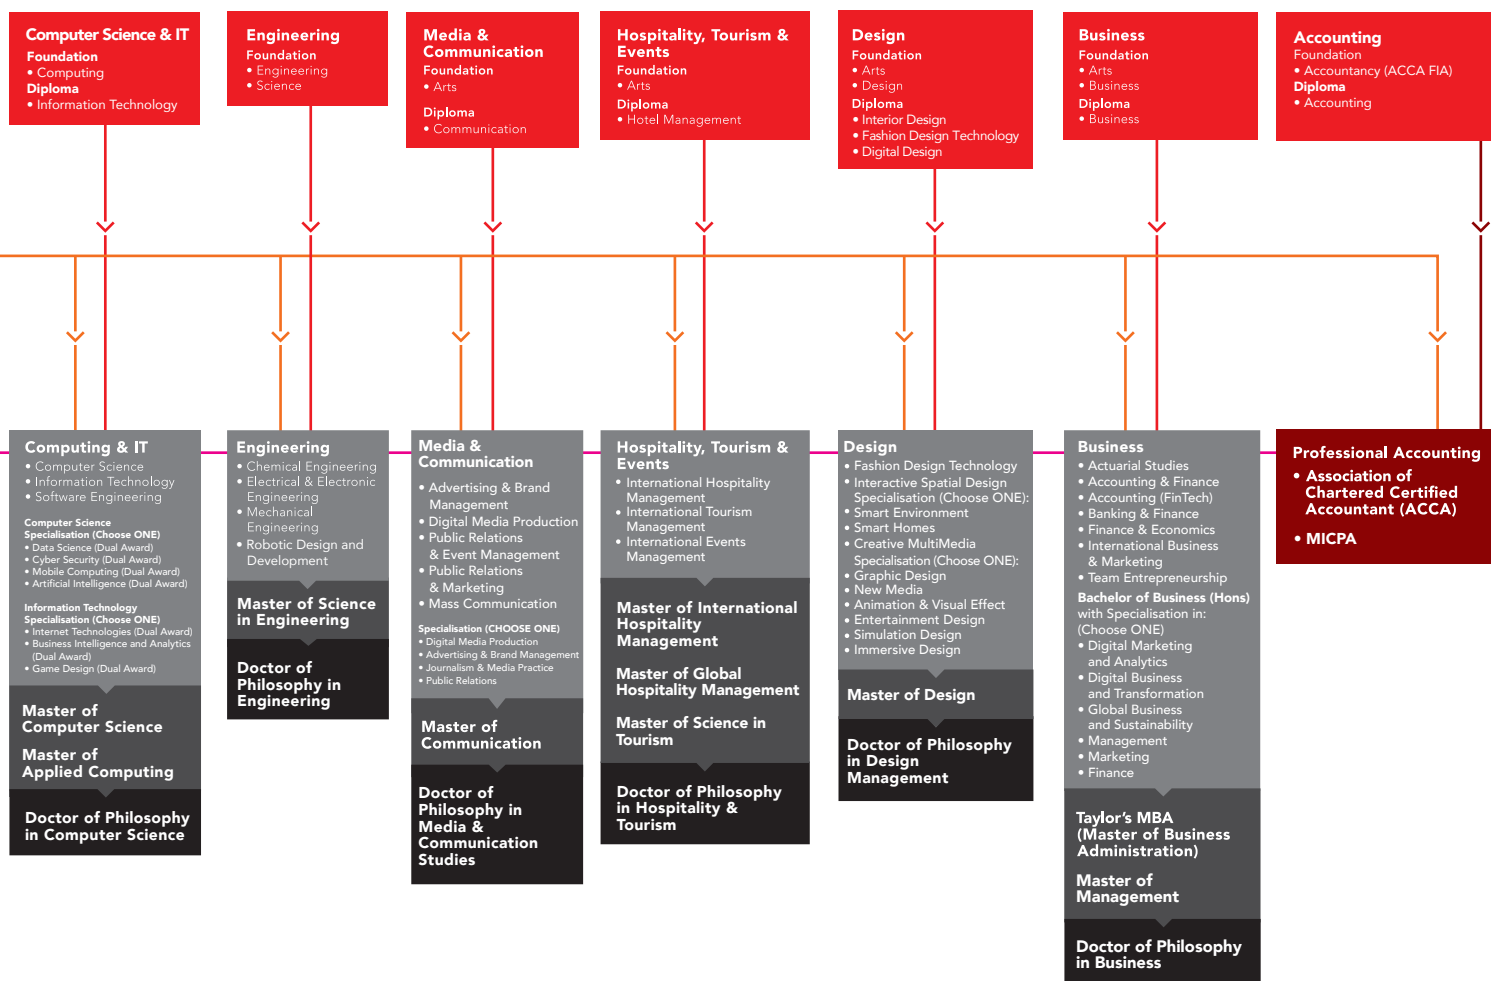 Computer Science & IT
Foundation
• Computing
Diploma
• Information Technology
Engineering
Foundation
• Engineering
• Science
Media &
Communication
Foundation
• Arts
Diploma
• Communication
Hospitality, Tourism &
Events
Foundation
• Arts
Diploma
• Hotel Management
Design
Foundation
• Arts
• Design
Diploma
• Interior Design
• Fashion Design Technology
• Digital Design
Business
Foundation
• Arts
• Business
Diploma
• Business
Accounting
Foundation
• Accountancy (ACCA FIA)
Diploma
• Accounting
Computing & IT
• Computer Science
• Information Technology
• Software Engineering
Computer Science
Specialisation (Choose ONE)
• Data Science (Dual Award)
• Cyber Security (Dual Award)
• Mobile Computing (Dual Award)
• Artificial Intelligence (Dual Award)
Information Technology
Specialisation (Choose ONE)
• Internet Technologies (Dual Award)
• Business Intelligence and Analytics
(Dual Award)
• Game Design (Dual Award)
Master of
Computer Science
Master of
Applied Computing
Doctor of Philosophy
in Computer Science
Engineering
• Chemical Engineering
• Electrical & Electronic
Engineering
• Mechanical
Engineering
• Robotic Design and
Development
Master of Science
in Engineering
Doctor of
Philosophy in
Engineering
Media &
Communication
• Advertising & Brand
Management
• Digital Media Production
• Public Relations
& Event Management
• Public Relations
& Marketing
• Mass Communication
Specialisation (CHOOSE ONE)
• Digital Media Production
• Advertising & Brand Management
• Journalism & Media Practice
• Public Relations
Master of
Communication
Doctor of
Philosophy in
Media &
Communication
Studies
Hospitality, Tourism &
Events
• International Hospitality
Management
• International Tourism
Management
• International Events
Management
Master of International
Hospitality
Management
Master of Global
Hospitality Management
Master of Science in
Tourism
Doctor of Philosophy
in Hospitality &
Tourism
Design
• Fashion Design Technology
• Interactive Spatial Design
Specialisation (Choose ONE):
• Smart Environment
• Smart Homes
• Creative MultiMedia
Specialisation (Choose ONE):
• Graphic Design
• New Media
• Animation & Visual Effect
• Entertainment Design
• Simulation Design
• Immersive Design
Master of Design
Doctor of Philosophy
in Design
Management
Business
• Actuarial Studies
• Accounting & Finance
• Accounting (FinTech)
• Banking & Finance
• Finance & Economics
• International Business
& Marketing
• Team Entrepreneurship
Bachelor of Business (Hons)
with Specialisation in:
(Choose ONE)
• Digital Marketing
and Analytics
• Digital Business
and Transformation
• Global Business
and Sustainability
• Management
• Marketing
• Finance
Taylor's MBA
(Master of Business
Administration)
Master of
Management
Doctor of Philosophy
in Business
Professional Accounting
• Association of
Chartered Certified
Accountant (ACCA)
• MICPA